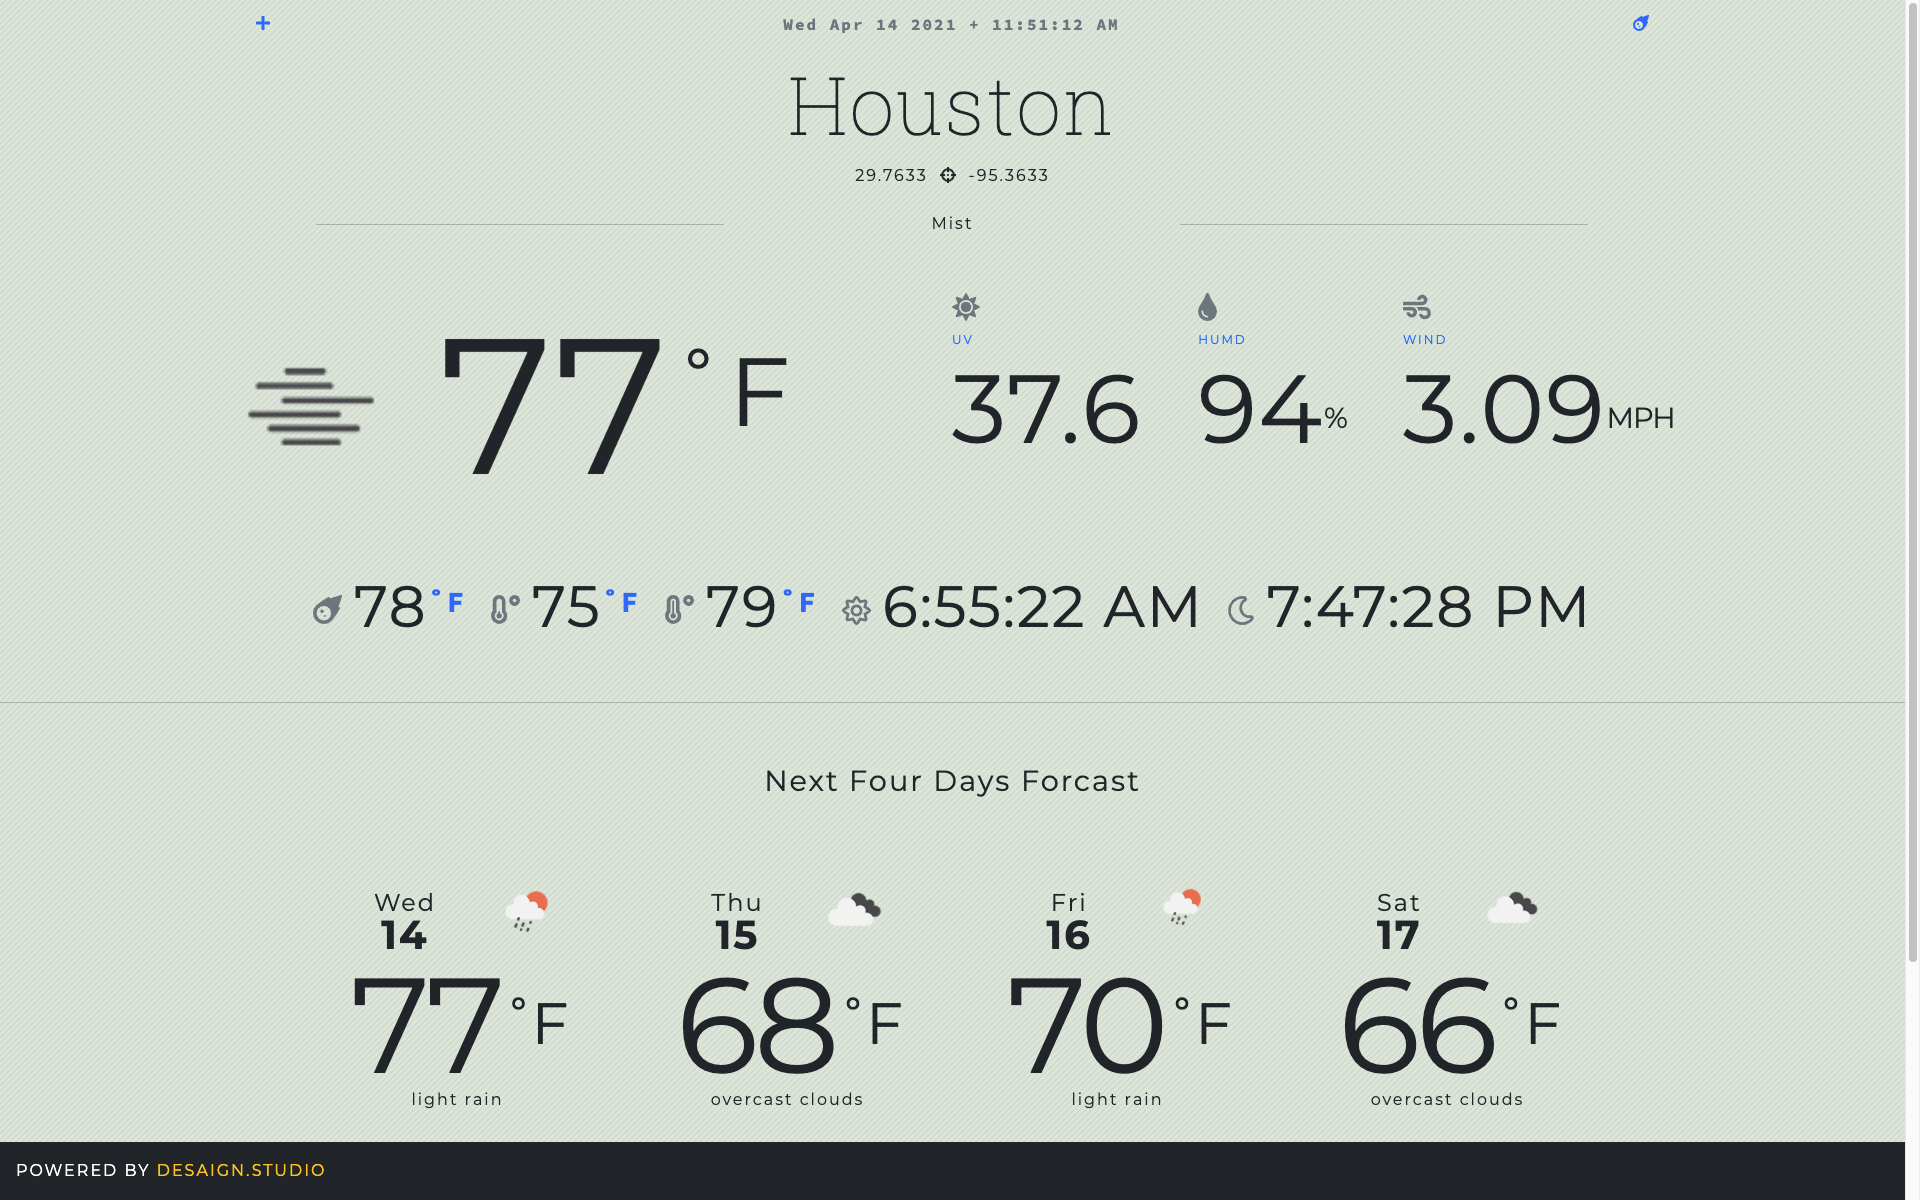 Wed Apr 14 2021 + 11:51:12 AM
Houston
29.7633 -95.3633
Mist
UV HUMD WIND
77 ° F 37.6 94% 3.09 MPH
78 °F 75 °F 79 °F 6:55:22 AM 7:47:28 PM
Next Four Days Forcast
Wed Thu Fri Sat
14 15 16 17
77 °F 68 °F 70 °F 66 °F
light rain overcast clouds light rain overcast clouds
POWERED BY DESAIGN.STUDIO